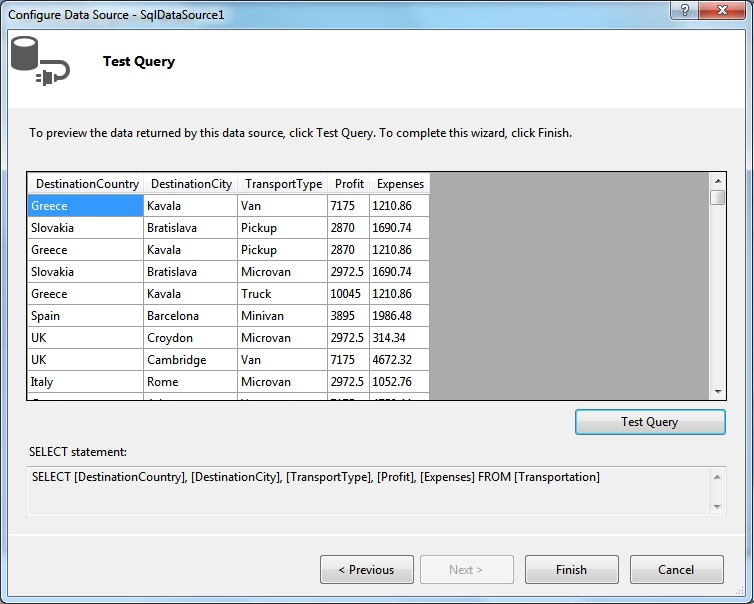 Configure Data Source - SqlDataSource1
?
Test Query
To preview the data returned by this data source, click Test Query. To complete this wizard, click Finish.
DestinationCountry DestinationCity TransportType Profit Expenses
Greece Kavala Van 7175 1210.86
Slovakia Bratislava Pickup 2870 1690.74
Greece Kavala Pickup 2870 1210.86
Slovakia Bratislava Microvan 2972.5 1690.74
Greece Kavala Truck 10045 1210.86
Spain Barcelona Minivan 3895 1986.48
UK Croydon Microvan 2972.5 314.34
UK Cambridge Van 7175 4672.32
Italy Rome Microvan 2972.5 1052.76
Test Query
SELECT statement:
SELECT [DestinationCountry], [DestinationCity], [TransportType], [Profit], [Expenses] FROM [Transportation]
< Previous Next > Finish Cancel